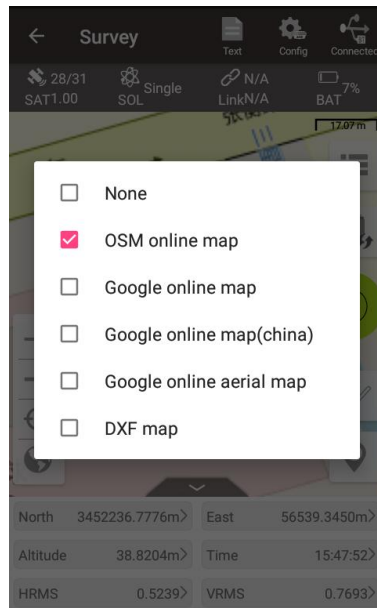 Survey
Text
Config
Connected
28/31
SAT1.00
Single
SOL
N/A
LinkN/A
7%
BAT
17.07 m
None
OSM online map
Google online map
Google online map(china)
Google online aerial map
DXF map
North 3452236.7776m
East 56539.3450m
Altitude 38.8204m
Time 15:47:52
HRMS 0.5239
VRMS 0.7693